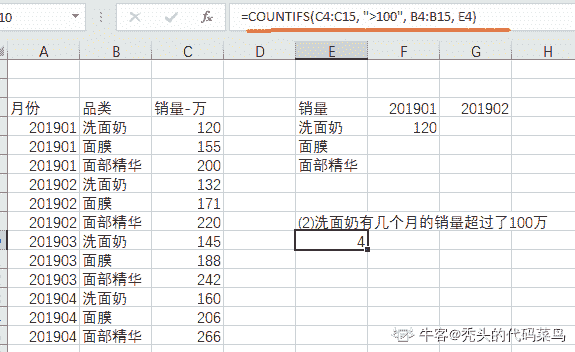 10 =COUNTIFS(C4:C15, ">100", B4:B15, E4)
A B C D E F G H
月份 品类 销量-万 销量 201901 201902
201901 洗面奶 120 洗面奶 120
201901 面膜 155 面膜
201901 面部精华 200 面部精华
201902 洗面奶 132
201902 面膜 171
201902 面部精华 220 (2)洗面奶有几个月的销量超过了100万
201903 洗面奶 145 4
201903 面膜 188
201903 面部精华 242
201904 洗面奶 160
201904 面膜 206
201904 面部精华 266
牛客@秃头的代码菜鸟